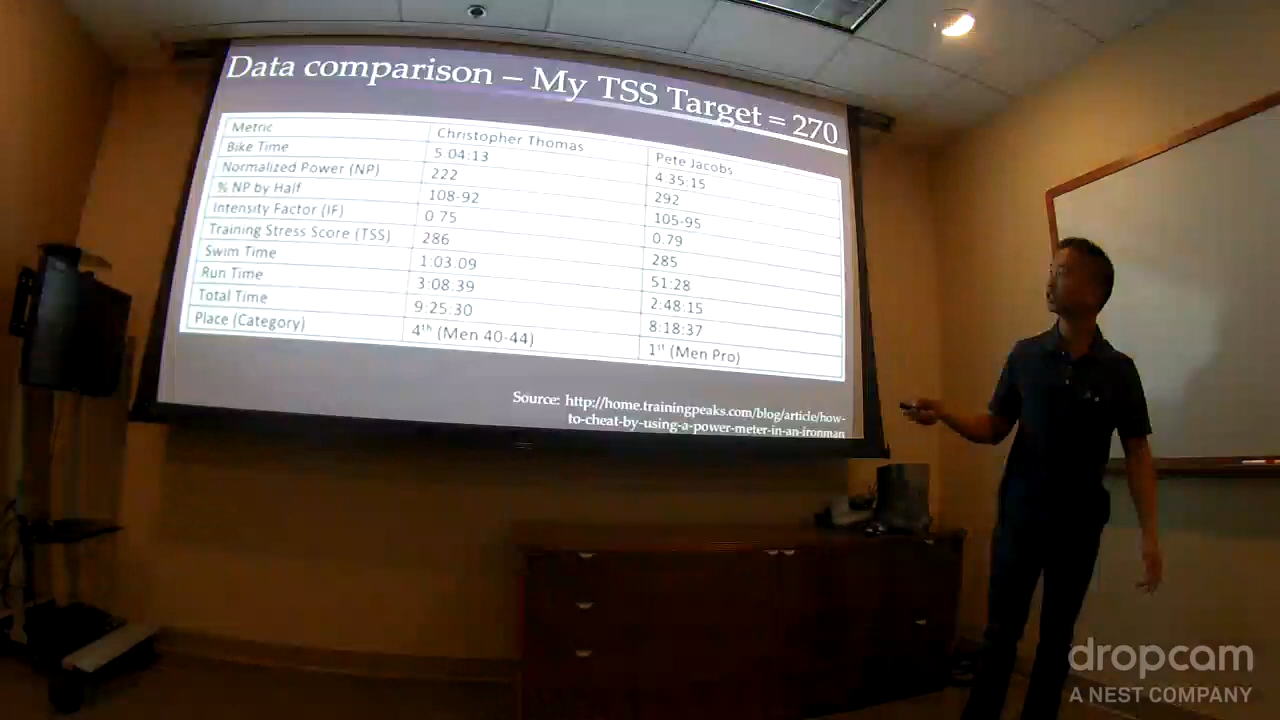 Data comparison – My TSS Target = 270
Metric Christopher Thomas Pete Jacobs
Bike Time 5:04:13 4:35:15
Normalized Power (NP) 222 292
% NP by Half 108-92 105-95
Intensity Factor (IF) 0.75 0.79
Training Stress Score (TSS) 286 285
Swim Time 1:03.09 51:28
Run Time 3:08.39 2:48:15
Total Time 9:25:30 8:18:37
Place (Category) 4th (Men 40-44) 1st (Men Pro)
Source: http://home.trainingpeaks.com/blog/article/how-
to-cheat-by-using-a-power-meter-in-an-ironman
dropcam
A NEST COMPANY